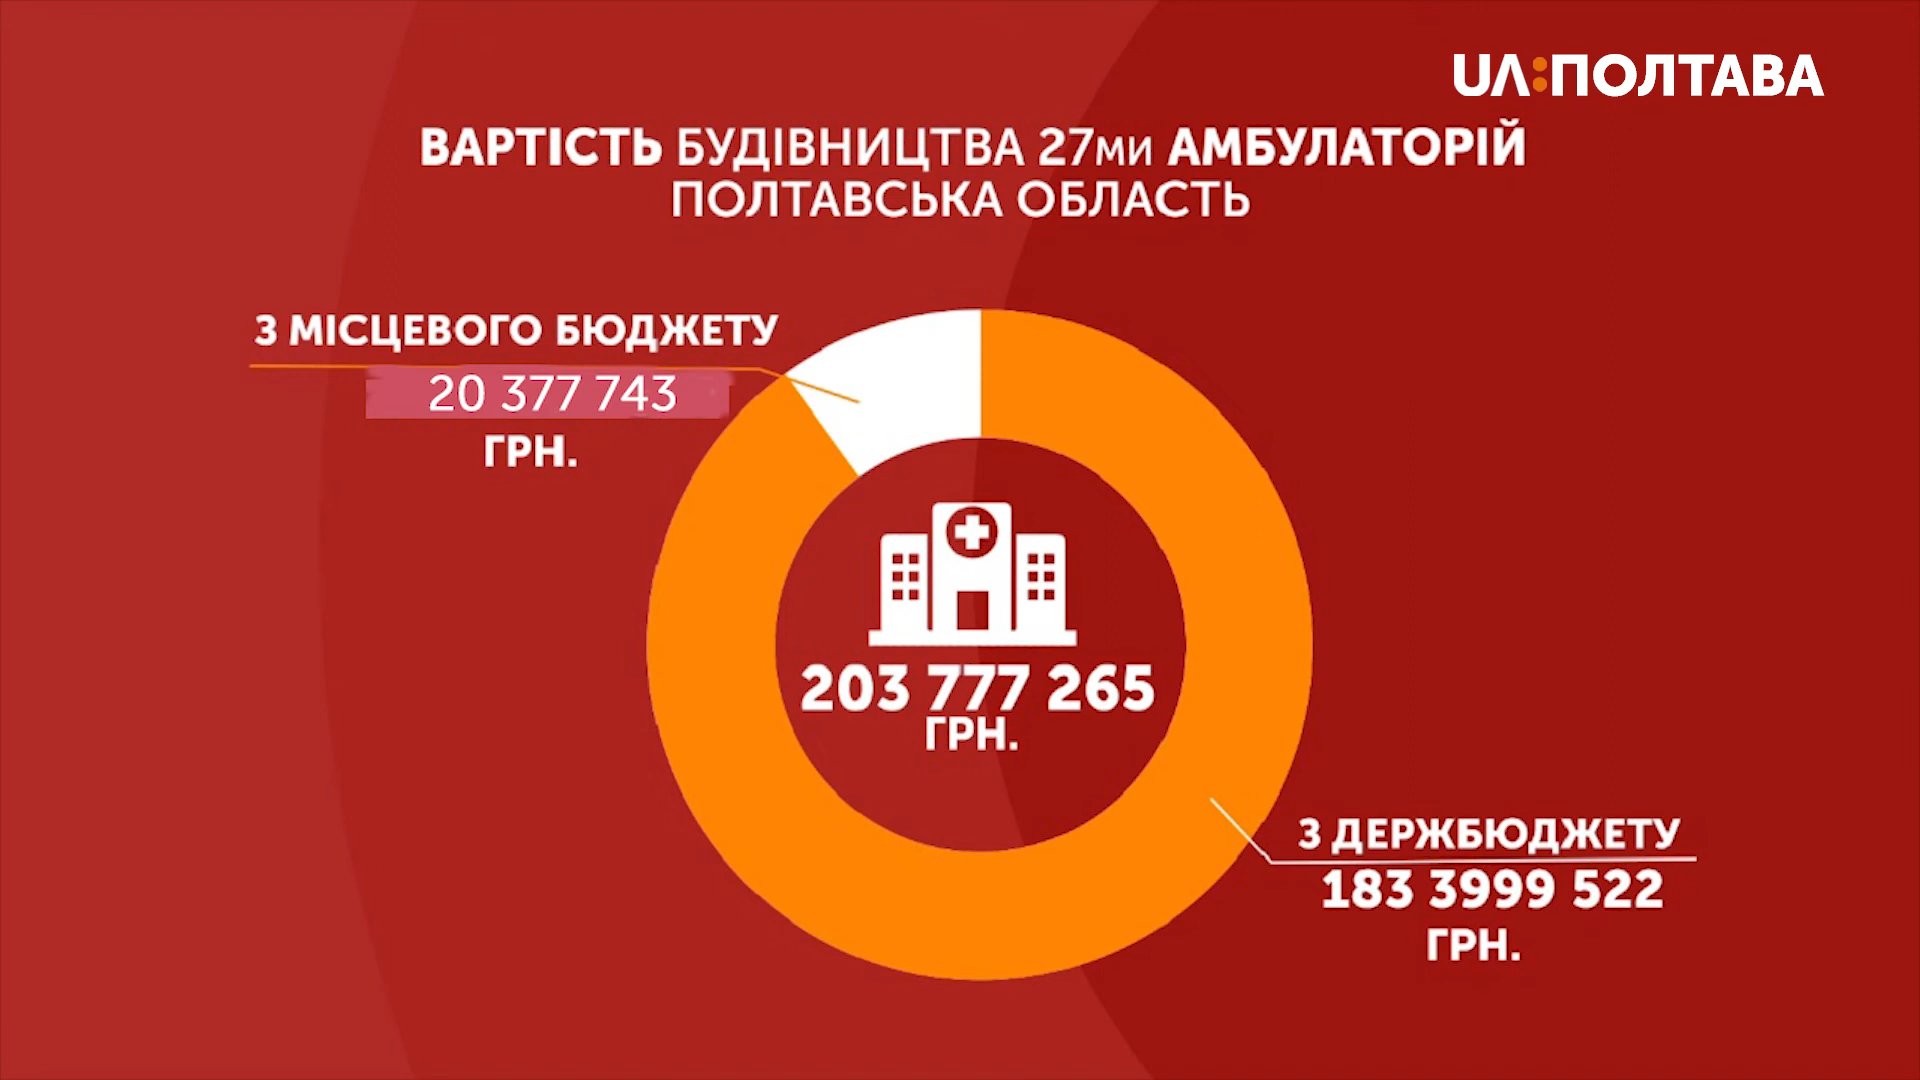 UA:ПОЛТАВА
ВАРТІСТЬ БУДІВНИЦТВА 27ми АМБУЛАТОРІЙ
ПОЛТАВСЬКА ОБЛАСТЬ
З МІСЦЕВОГО БЮДЖЕТУ
20 377 743
ГРН.
203 777 265
ГРН.
З ДЕРЖБЮДЖЕТУ
183 3999 522
ГРН.